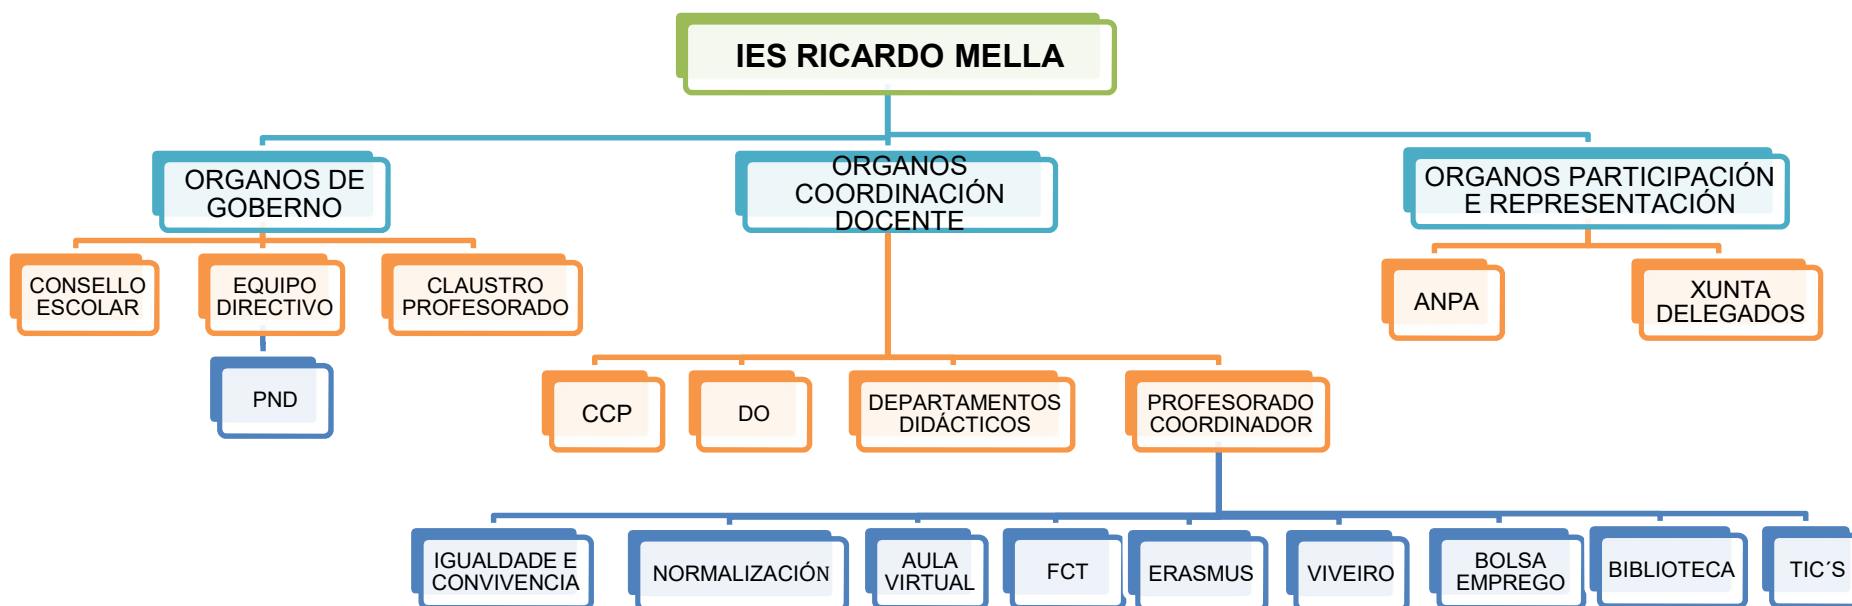 IES RICARDO MELLA
ORGANOS DE
GOBERNO
ORGANOS
COORDINACIÓN
DOCENTE
ORGANOS PARTICIPACIÓN
E REPRESENTACIÓN
CONSELLO
ESCOLAR
EQUIPO
DIRECTIVO
CLAUSTRO
PROFESORADO
ANPA
XUNTA
DELEGADOS
PND
CCP
DO
DEPARTAMENTOS
DIDÁCTICOS
PROFESORADO
COORDINADOR
IGUALDADE E
CONVIVENCIA
NORMALIZACIÓN
AULA
VIRTUAL
FCT
ERASMUS
VIVEIRO
BOLSA
EMPREGO
BIBLIOTECA
TIC´S